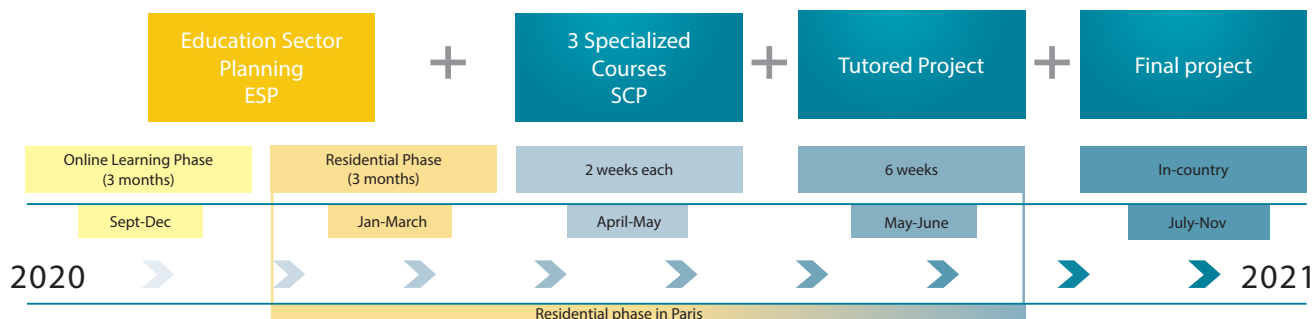 Education Sector
Planning
ESP
+
3 Specialized
Courses
SCP
+
Tutored Project
+
Final project
Online Learning Phase
(3 months)
Residential Phase
(3 months)
2 weeks each
6 weeks
In-country
Sept-Dec
Jan-March
April-May
May-June
July-Nov
2020
2021
Residential phase in Paris